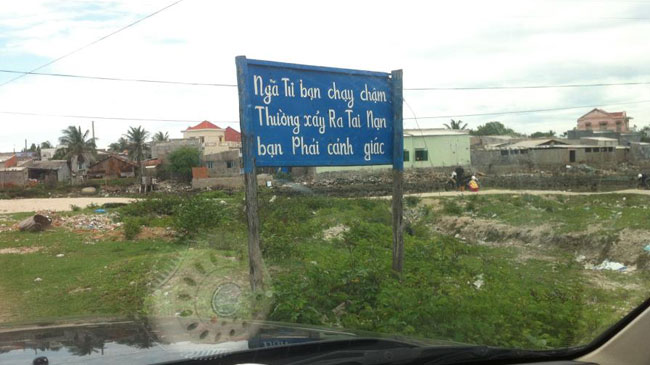 Ngã Tư bạn chạy chậm
Thường xảy Ra Tai Nạn
bạn Phải cảnh giác